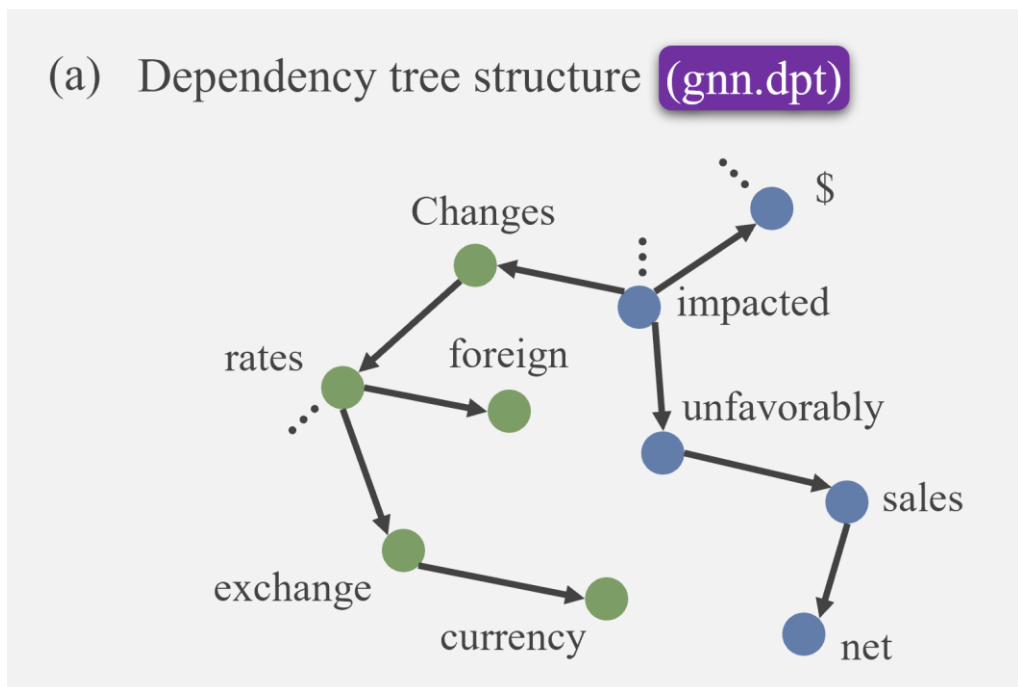 (a) Dependency tree structure (gnn.dpt)
$
Changes
impacted
rates
foreign
unfavorably
sales
exchange
currency
net